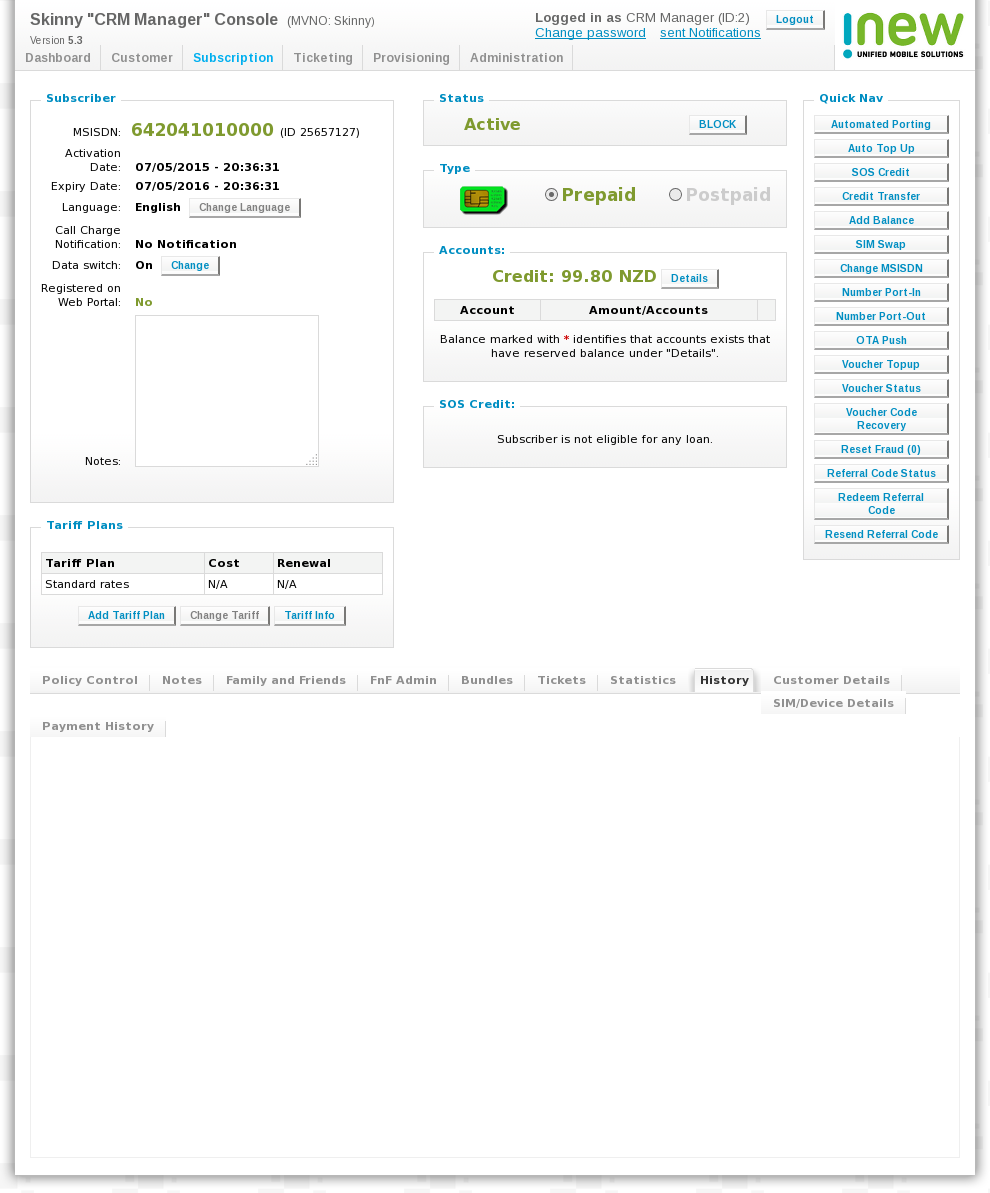 Skinny "CRM Manager" Console (MVNO: Skinny)
Version 5.3
Logged in as CRM Manager (ID:2)
Change password sent Notifications
Logout
inew
UNIFIED MOBILE SOLUTIONS
Dashboard Customer Subscription Ticketing Provisioning Administration
Subscriber
MSISDN: 642041010000 (ID 25657127)
Activation
Date: 07/05/2015 - 20:36:31
Expiry Date: 07/05/2016 - 20:36:31
Language: English Change Language
Call Charge
Notification: No Notification
Data switch: On Change
Registered on
Web Portal: No
Notes:
Tariff Plans
Tariff Plan Cost Renewal
Standard rates N/A N/A
Add Tariff Plan Change Tariff Tariff Info
Status
Active BLOCK
Type
Prepaid Postpaid
Accounts:
Credit: 99.80 NZD Details
Account Amount/Accounts
Balance marked with * identifies that accounts exists that
have reserved balance under "Details".
SOS Credit:
Subscriber is not eligible for any loan.
Quick Nav
Automated Porting
Auto Top Up
SOS Credit
Credit Transfer
Add Balance
SIM Swap
Change MSISDN
Number Port-In
Number Port-Out
OTA Push
Voucher Topup
Voucher Status
Voucher Code
Recovery
Reset Fraud (0)
Referral Code Status
Redeem Referral
Code
Resend Referral Code
Policy Control Notes Family and Friends FnF Admin Bundles Tickets Statistics History Customer Details
SIM/Device Details
Payment History